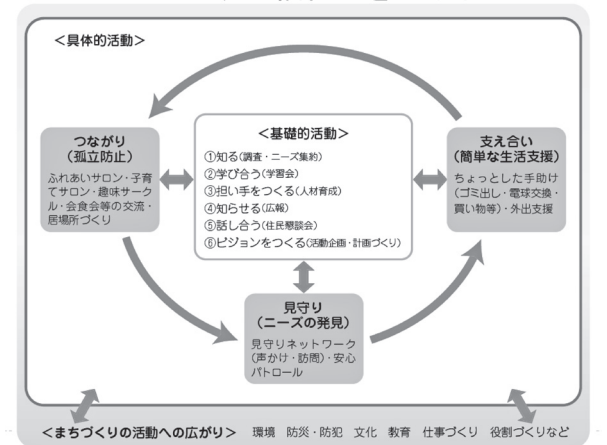 ＜具体的活動＞
つながり
（孤立防止）
ふれあいサロン・子育
てサロン・趣味サーク
ル・会食会等の交流・
居場所づくり
＜基礎的活動＞
①知る（調査・ニーズ集約）
②学び合う（学習会）
③担い手をつくる（人材育成）
④知らせる（広報）
⑤話し合う（住民懇談会）
⑥ビジョンをつくる（活動企画・計画づくり）
支え合い
（簡単な生活支援）
ちょっとした手助け
（ゴミ出し・電球交換・
買い物等）・外出支援
見守り
（ニーズの発見）
見守りネットワーク
（声かけ・訪問）・安心
パトロール
＜まちづくりの活動への広がり＞ 環境 防災・防犯 文化 教育 仕事づくり 役割づくりなど